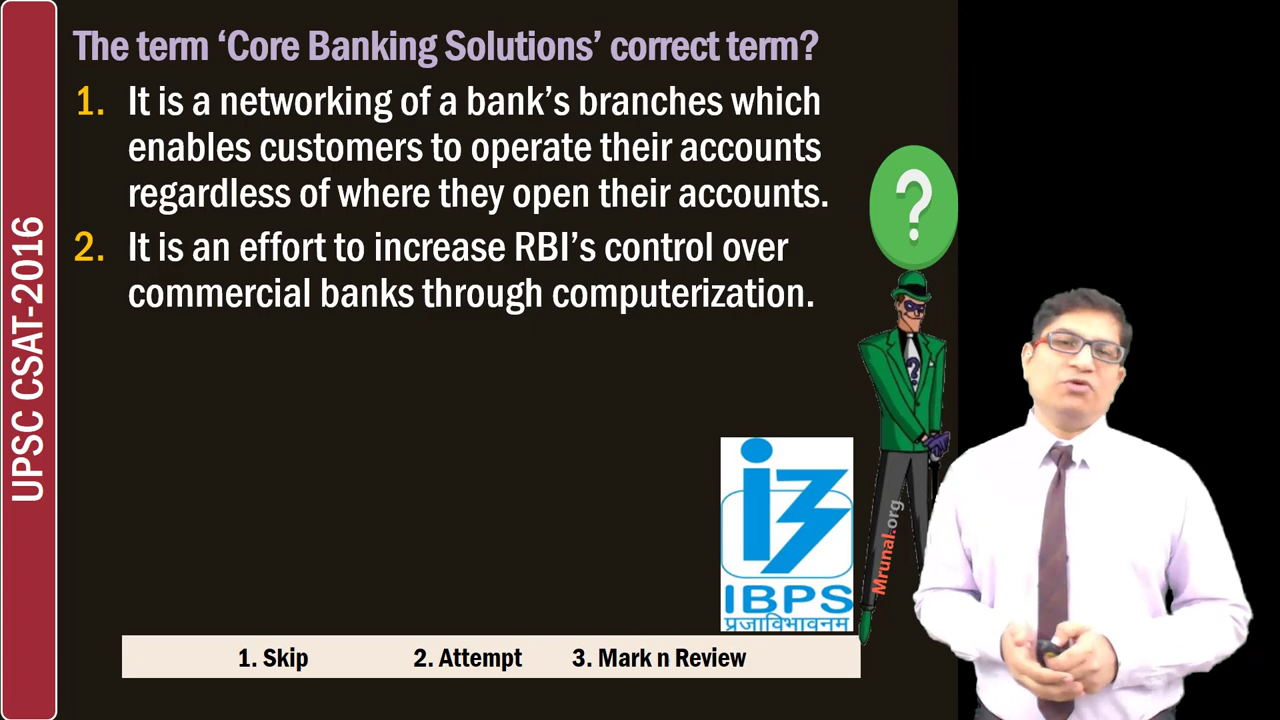 UPSC CSAT-2016
The term ‘Core Banking Solutions’ correct term?
1. It is a networking of a bank’s branches which
enables customers to operate their accounts
regardless of where they open their accounts.
2. It is an effort to increase RBI’s control over
commercial banks through computerization.
?
?
Mrunal.org
IBPS
प्रजाविभावनम
1. Skip 2. Attempt 3. Mark n Review